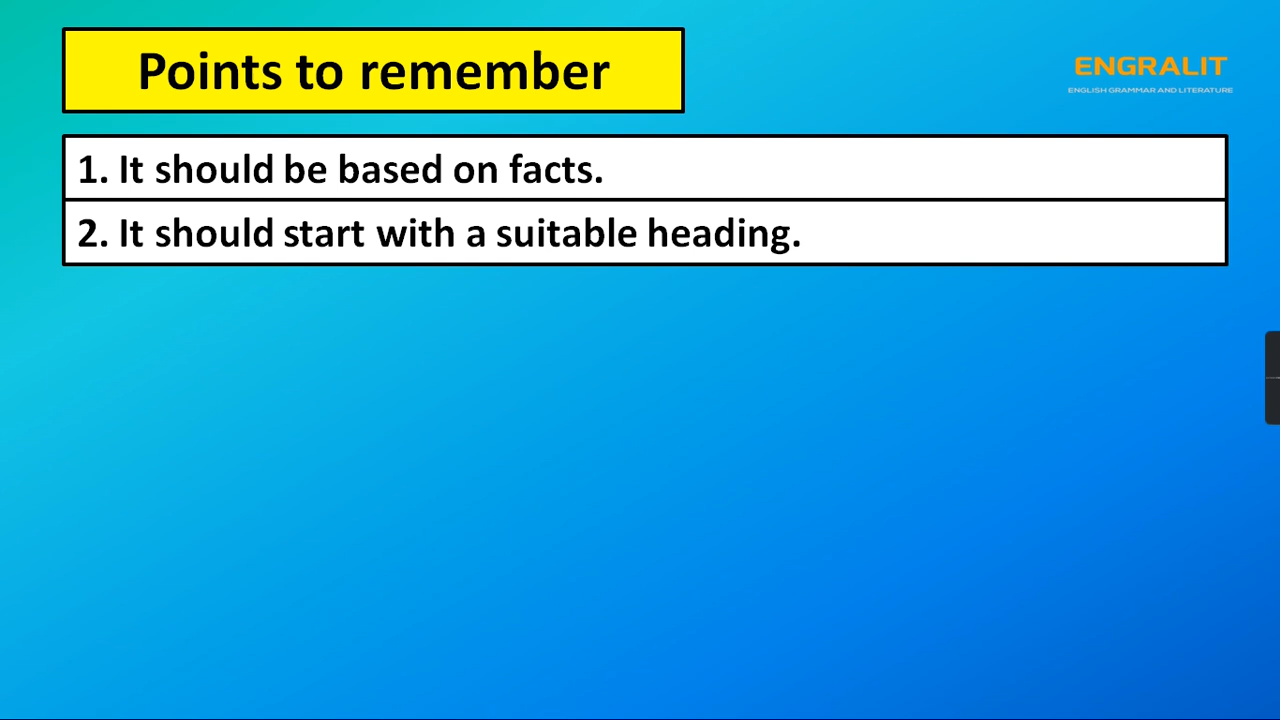 Points to remember
ENGRALIT
ENGLISH GRAMMAR AND LITERATURE
1. It should be based on facts.
2. It should start with a suitable heading.